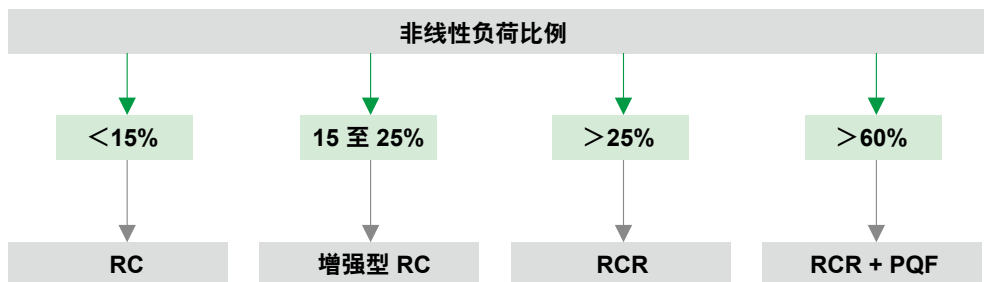 非线性负荷比例
＜15%
15 至 25%
＞25%
＞60%
RC
增强型 RC
RCR
RCR + PQF